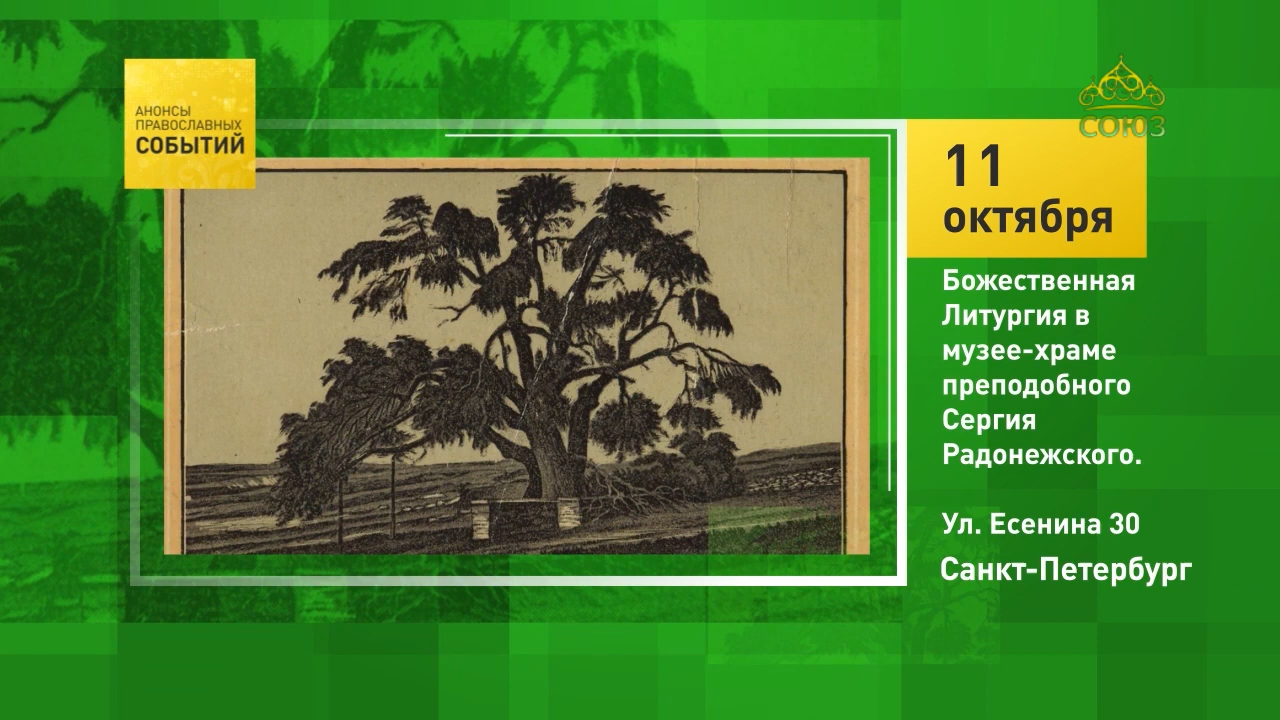 АНОНСЫ
ПРАВОСЛАВНЫХ
СОБЫТИЙ
СОЮЗ
11
октября
Божественная
Литургия в
музее-храме
преподобного
Сергия
Радонежского.
Ул. Есенина 30
Санкт-Петербург